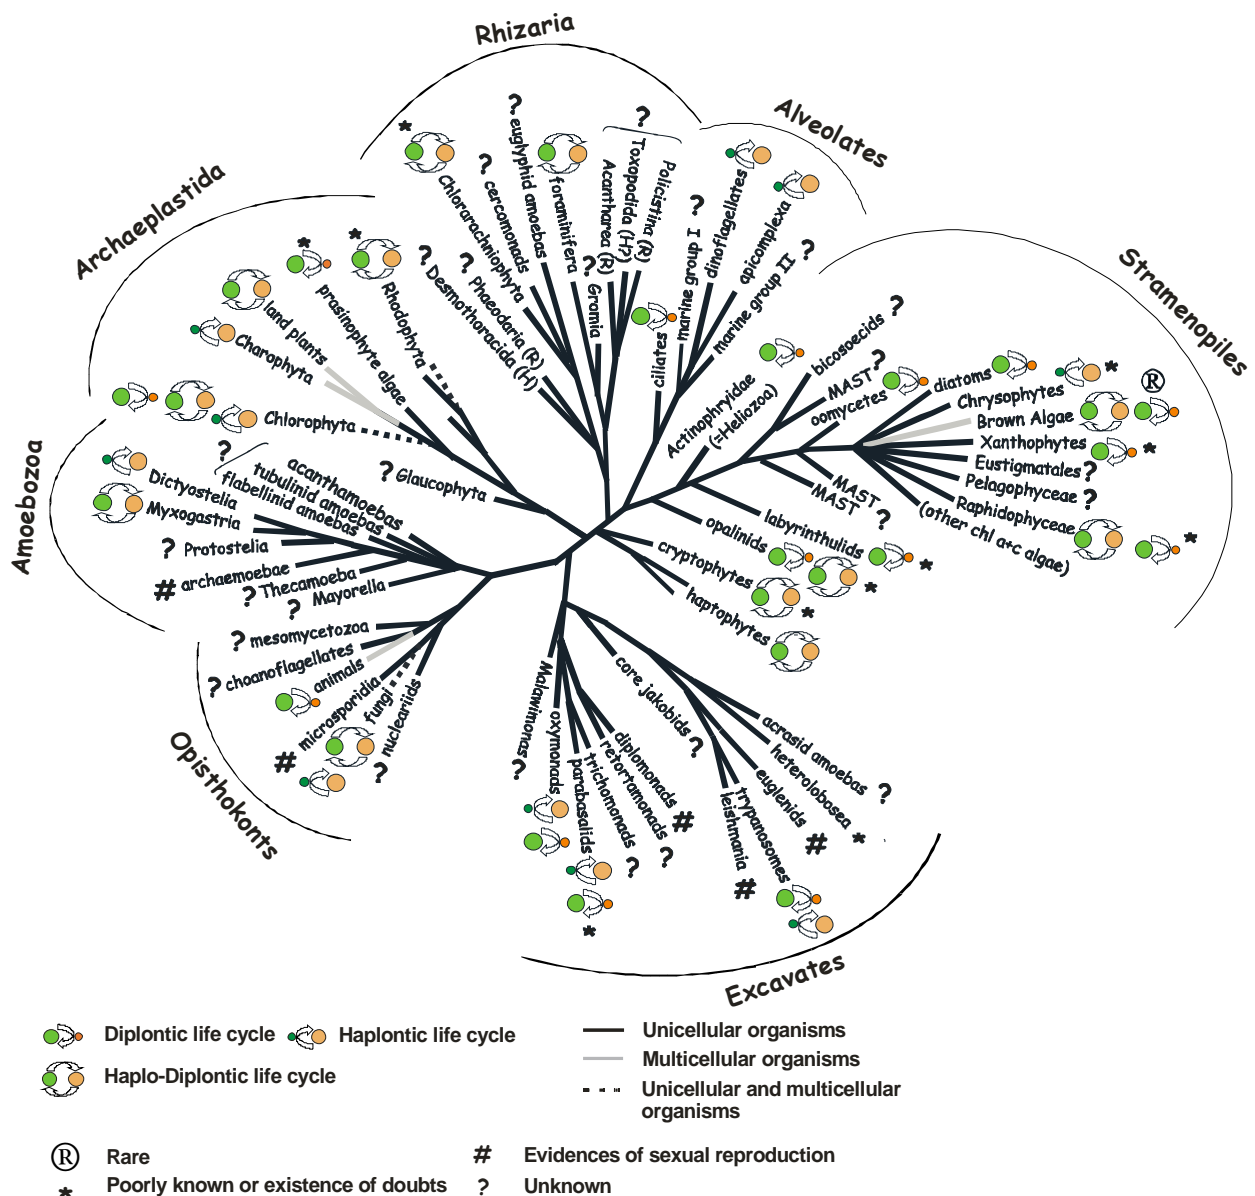 Rhizaria
Alveolates
Archaeplastida
Stramenopiles
Amoebozoa
Opisthokonts
Excavates
*
Chlorarachniophyta
? cercomonads
? euglyphid amoebas
foraminifera
? Gromia
?
Acantharea (R)
Toxopodida (H?)
Policistina (R)
? Desmothoracida (H)
? Phaeodaria (R)
ciliates
marine group I ?
dinoflagellates
apicomplexa
marine group II ?
Actinophryidae
(=Heliozoa)
bicosoecids ?
MAST ?
oomycetes
diatoms
Chrysophytes
*
Brown Algae
®
Xanthophytes
*
Eustigmatales ?
Pelagophyceae ?
Raphidophyceae
(other chl a+c algae)
*
MAST
MAST
?
labyrinthulids
*
opalinids
*
cryptophytes
*
haptophytes
*
Rhodophyta
*
prasinophyte algae
land plants
Charophyta
Chlorophyta
? Glaucophyta
?
acanthamoebas
tubulinid amoebas
flabellinid amoebas
Dictyostelia
Myxogastria
? Protostelia
# archaemoebae
? Thecamoeba
? Mayorella
? mesomycetozoa
? choanoflagellates
animals
# microsporidia
fungi
nucleariids
?
Malawimonas
?
oxymonads
parabasalids
*
trichomonads
?
retortamonads
?
diplomonads
#
core jakobids ?
leishmania
#
trypanosomes
euglenids
#
heterolobosea
*
acrasid amoebas
?
Diplontic life cycle
Haplontic life cycle
Haplo-Diplontic life cycle
Unicellular organisms
Multicellular organisms
Unicellular and multicellular
organisms
® Rare
# Evidences of sexual reproduction
* Poorly known or existence of doubts
? Unknown